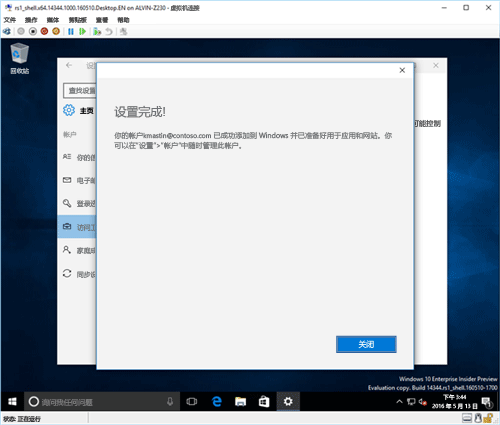 rs1_shell.x64.14344.1000.160510.Desktop.EN on ALVIN-Z230 - 虚拟机连接
文件 操作 媒体 剪贴板 查看 帮助
回收站
设
查找设置
主页
可能控制
设置完成!
你的帐户kmastin@contoso.com 已成功添加到 Windows 并已准备好用于应用和网站。你
可以在"设置">"帐户"中随时管理此帐户。
帐户
你的
电子邮
登录选
访问工
家庭
同步设
关闭
Windows 10 Enterprise Insider Preview
Evaluation copy. Build 14344.rs1_shell.160510-1700
询问我任何问题
下午 3:44
2016 年 5 月 13 日
状态: 正在运行